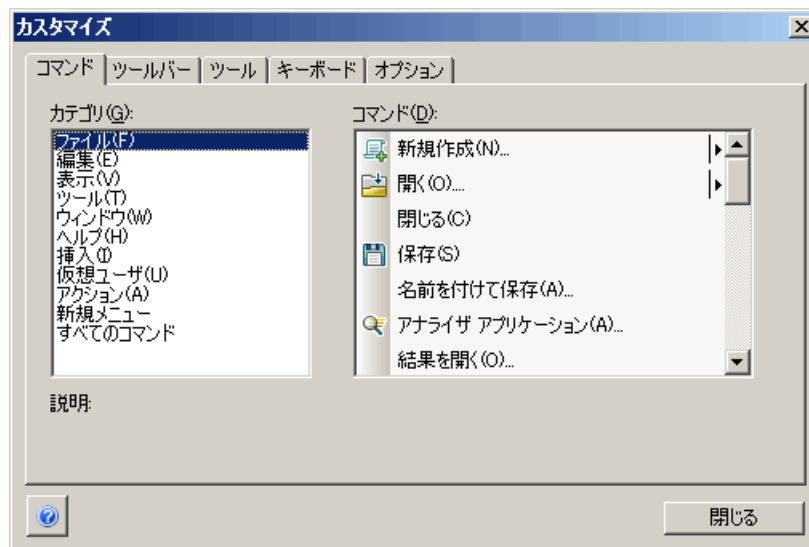 カスタマイズ
コマンド ツールバー ツール キーボード オプション
カテゴリ(G):
ファイル(F)
編集(E)
表示(V)
ツール(T)
ウィンドウ(W)
ヘルプ(H)
挿入(I)
仮想ユーザ(U)
アクション(A)
新規メニュー
すべてのコマンド
コマンド(D):
新規作成(N)...
開く(O)...
閉じる(C)
保存(S)
名前を付けて保存(A)...
アナライザ アプリケーション(A)...
結果を開く(O)...
説明:
閉じる